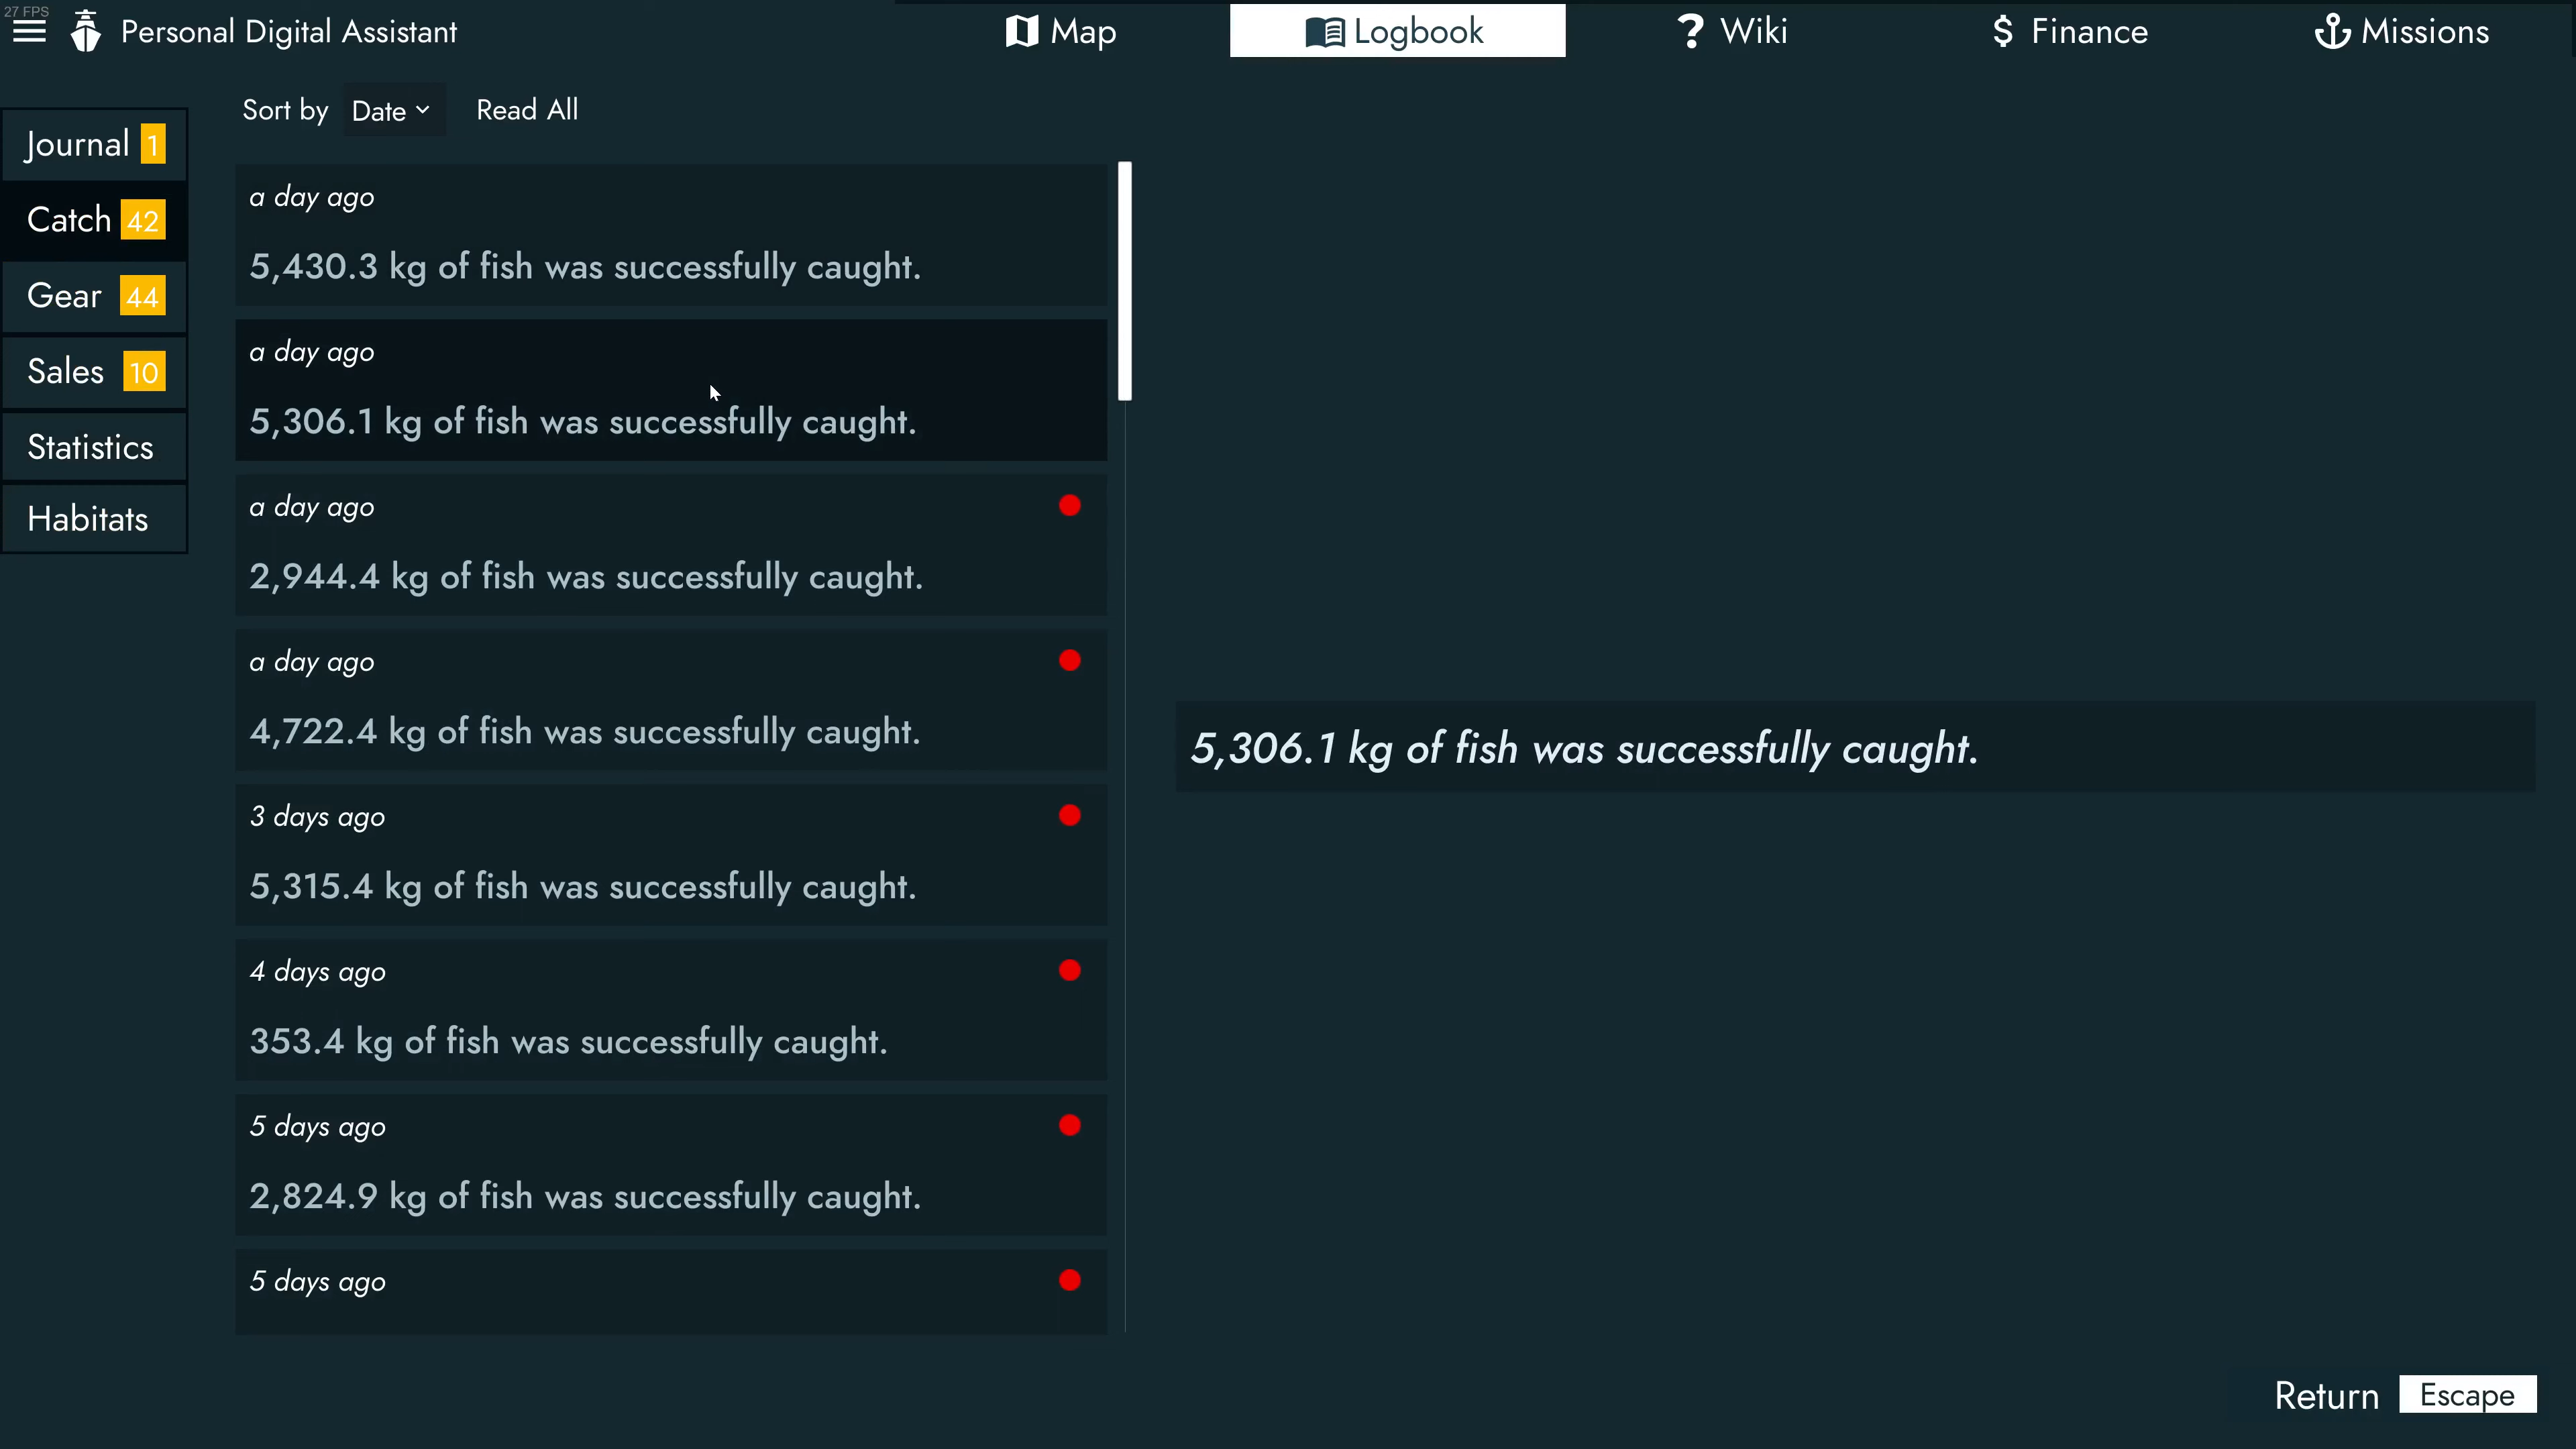 27 FPS
Personal Digital Assistant
Map
Logbook
Wiki
Finance
Missions
Sort by Date Read All
Journal 1
Catch 42
Gear 44
Sales 10
Statistics
Habitats
a day ago
5,430.3 kg of fish was successfully caught.
a day ago
5,306.1 kg of fish was successfully caught.
a day ago
2,944.4 kg of fish was successfully caught.
a day ago
4,722.4 kg of fish was successfully caught.
3 days ago
5,315.4 kg of fish was successfully caught.
4 days ago
353.4 kg of fish was successfully caught.
5 days ago
2,824.9 kg of fish was successfully caught.
5 days ago
5,306.1 kg of fish was successfully caught.
Return Escape